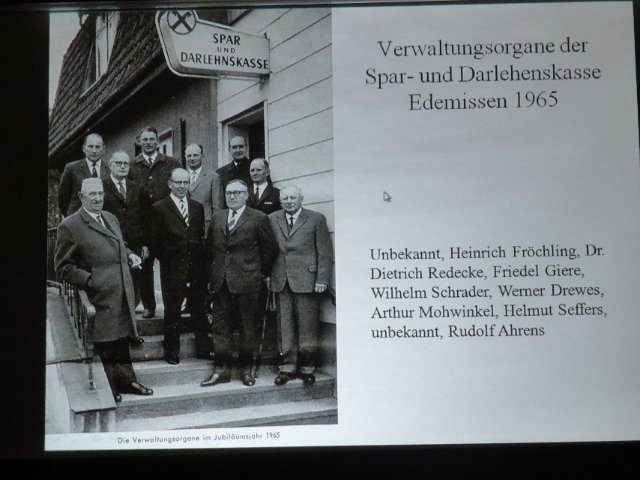 SPAR
UND
DARLEHNSKASSE
Verwaltungsorgane der
Spar- und Darlehenskasse
Edemissen 1965
Unbekannt, Heinrich Fröchling, Dr.
Dietrich Redecke, Friedel Giere,
Wilhelm Schrader, Werner Drewes,
Arthur Mohwinkel, Helmut Seffers,
unbekannt, Rudolf Ahrens
Die Verwaltungsorgane im Jubiläumsjahr 1965